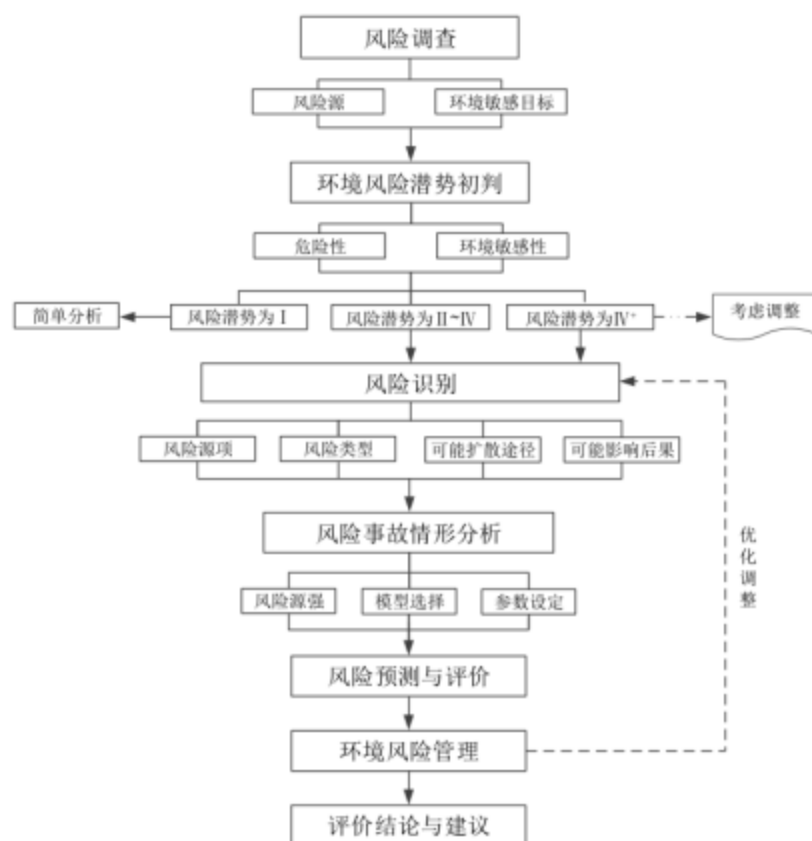 风险调查
风险源
环境敏感目标
环境风险潜势初判
危险性
环境敏感性
简单分析
风险潜势为Ⅰ
风险潜势为Ⅱ~Ⅳ
风险潜势为Ⅳ⁺
考虑调整
风险识别
风险源项
风险类型
可能扩散途径
可能影响后果
风险事故情形分析
优化调整
风险源强
模型选择
参数设定
风险预测与评价
环境风险管理
评价结论与建议